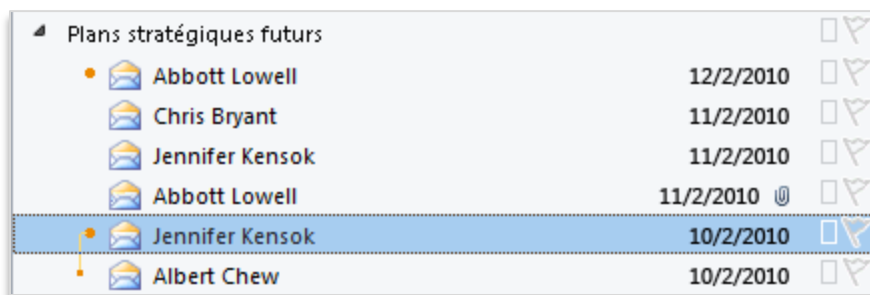 Plans stratégiques futurs
Abbott Lowell 12/2/2010
Chris Bryant 11/2/2010
Jennifer Kensok 11/2/2010
Abbott Lowell 11/2/2010
Jennifer Kensok 10/2/2010
Albert Chew 10/2/2010